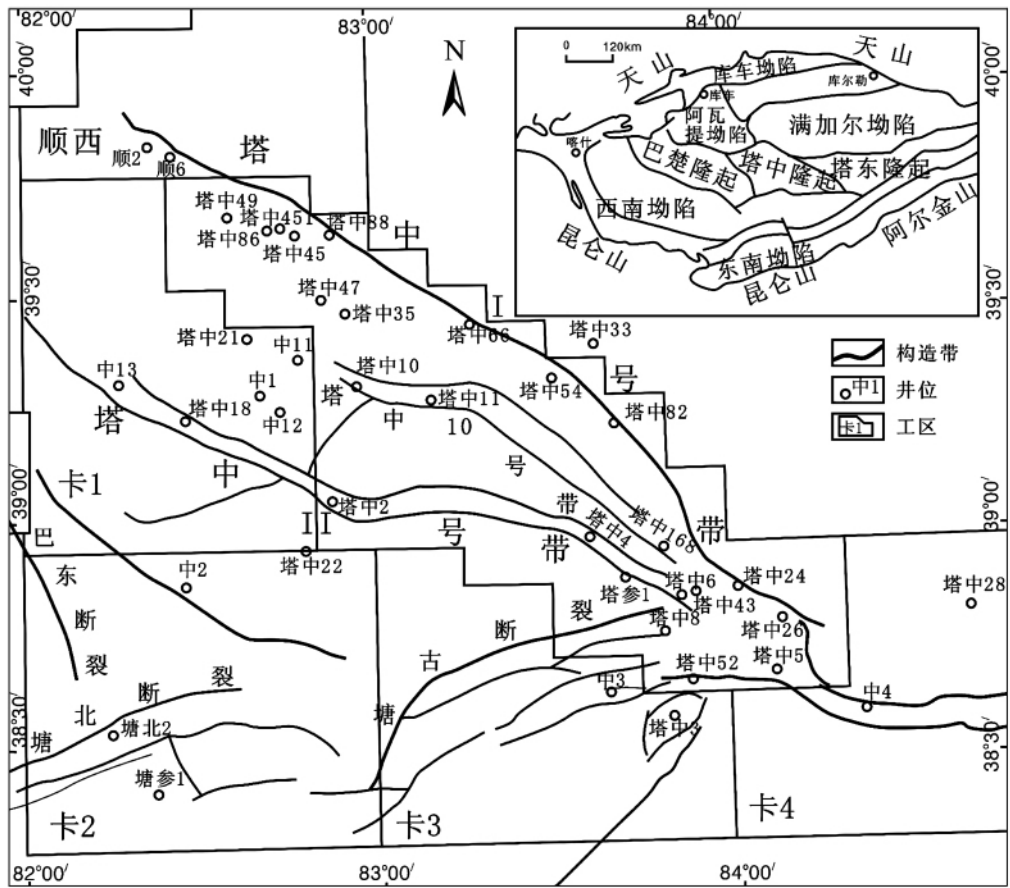 82°00′
83°00′
84°00′
40°00′
40°00′
N
0 120km
天山
天山
库车坳陷
库尔勒
库车
阿瓦
提坳陷
满加尔坳陷
喀什
巴楚隆起
塔中隆起
塔东隆起
西南坳陷
昆仑山
阿尔金山
东南坳陷
昆仑山
顺西
顺2
顺6
塔中I号带
塔中49
塔中451
塔中88
塔中86
塔中45
39°30′
39°30′
塔中47
塔中35
塔中66
塔中33
塔中21
中11
构造带
中13
中1
塔中10
塔中11
塔中54
中1 井位
塔中18
中12
塔中82
卡1 工区
塔中10号带
塔中II号带
卡1
39°00′
39°00′
塔中2
塔中4
塔中168
巴东断裂
塔中22
中2
塔参1
塔中6
塔中24
塔中43
塔中28
塔中8
塔中26
塘古断裂
塔中52
塔中5
中3
中4
塘北断裂
塘北2
塔中3
38°30′
38°30′
塘参1
卡2
卡3
卡4
82°00′
83°00′
84°00′